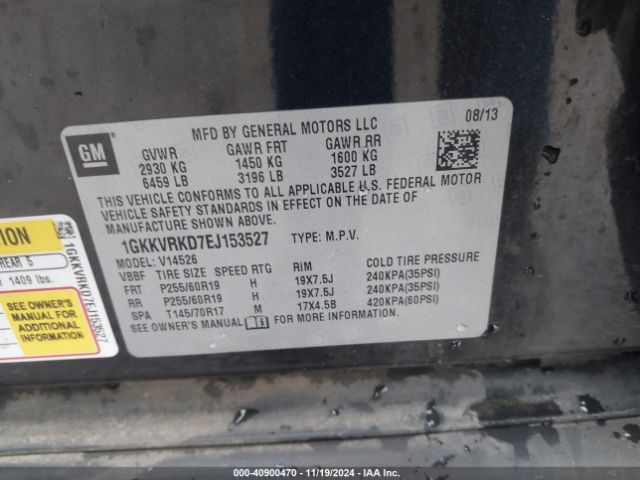 GM
MFD BY GENERAL MOTORS LLC
08/13
GVWR GAWR FRT GAWR RR
2930 KG 1450 KG 1600 KG
6459 LB 3196 LB 3527 LB
THIS VEHICLE CONFORMS TO ALL APPLICABLE U.S. FEDERAL MOTOR
VEHICLE SAFETY STANDARDS IN EFFECT ON THE DATE OF
MANUFACTURE SHOWN ABOVE.
1GKKVRKD7EJ153527 TYPE: M.P.V.
MODEL: V14526
VBBF TIRE SIZE SPEED RTG RIM COLD TIRE PRESSURE
FRT P255/60R19 H 19X7.5J 240KPA(35PSI)
RR P255/60R19 H 19X7.5J 240KPA(35PSI)
SPA T145/70R17 M 17X4.5B 420KPA(60PSI)
SEE OWNER'S MANUAL FOR MORE INFORMATION.
ION
REAR 5
1409 lbs.
SEE OWNER'S
MANUAL FOR
ADDITIONAL
INFORMATION
1GKKVRKD7EJ153527
000-40900470 - 11/19/2024 - IAA Inc.